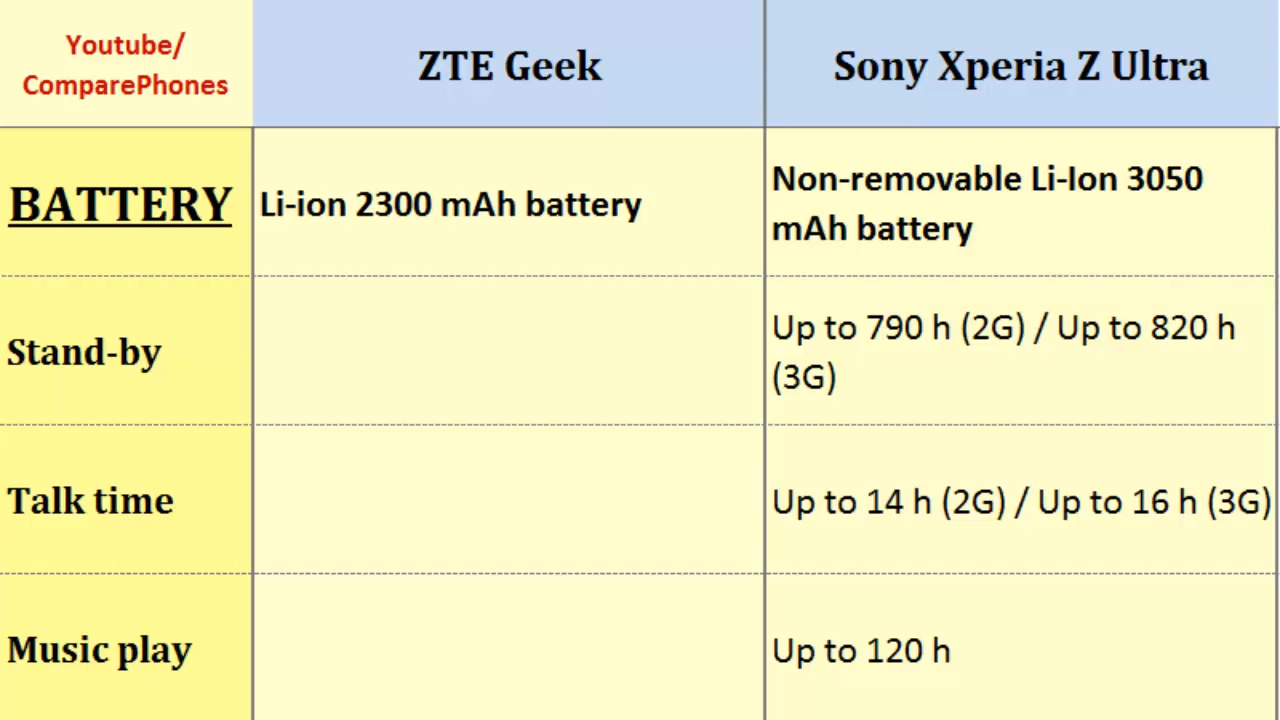 Youtube/
ComparePhones
ZTE Geek
Sony Xperia Z Ultra
BATTERY
Li-ion 2300 mAh battery
Non-removable Li-Ion 3050
mAh battery
Stand-by
Up to 790 h (2G) / Up to 820 h
(3G)
Talk time
Up to 14 h (2G) / Up to 16 h (3G)
Music play
Up to 120 h